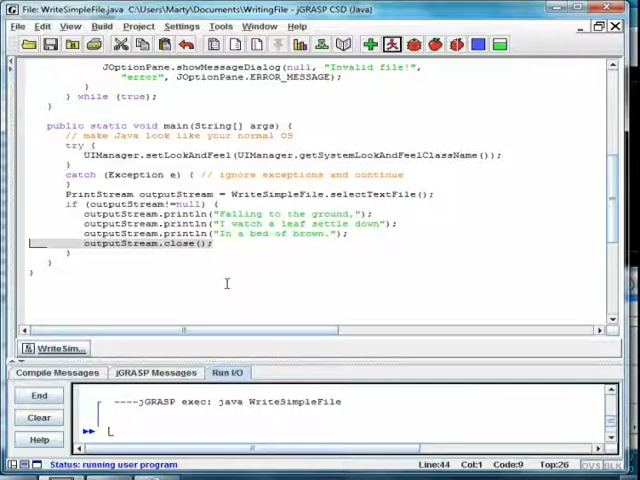 File: WriteSimpleFile.java C:\Users\Marty\Documents\WritingFile - jGRASP CSD (Java)
File Edit View Build Project Settings Tools Window Help
JOptionPane.showMessageDialog(null, "Invalid file!",
"error", JOptionPane.ERROR_MESSAGE);
}
} while (true);
}
public static void main(String[] args) {
// make Java look like your normal OS
try {
UIManager.setLookAndFeel(UIManager.getSystemLookAndFeelClassName());
}
catch (Exception e) { // ignore exceptions and continue
}
PrintStream outputStream = WriteSimpleFile.selectTextFile();
if (outputStream!=null) {
outputStream.println("Falling to the ground,");
outputStream.println("I watch a leaf settle down");
outputStream.println("In a bed of brown.");
outputStream.close();
}
}
}
WriteSim...
Compile Messages jGRASP Messages Run I/O
End
Clear
Help
----jGRASP exec: java WriteSimpleFile
Status: running user program Line:44 Col:1 Code:9 Top:26 OVS BLK